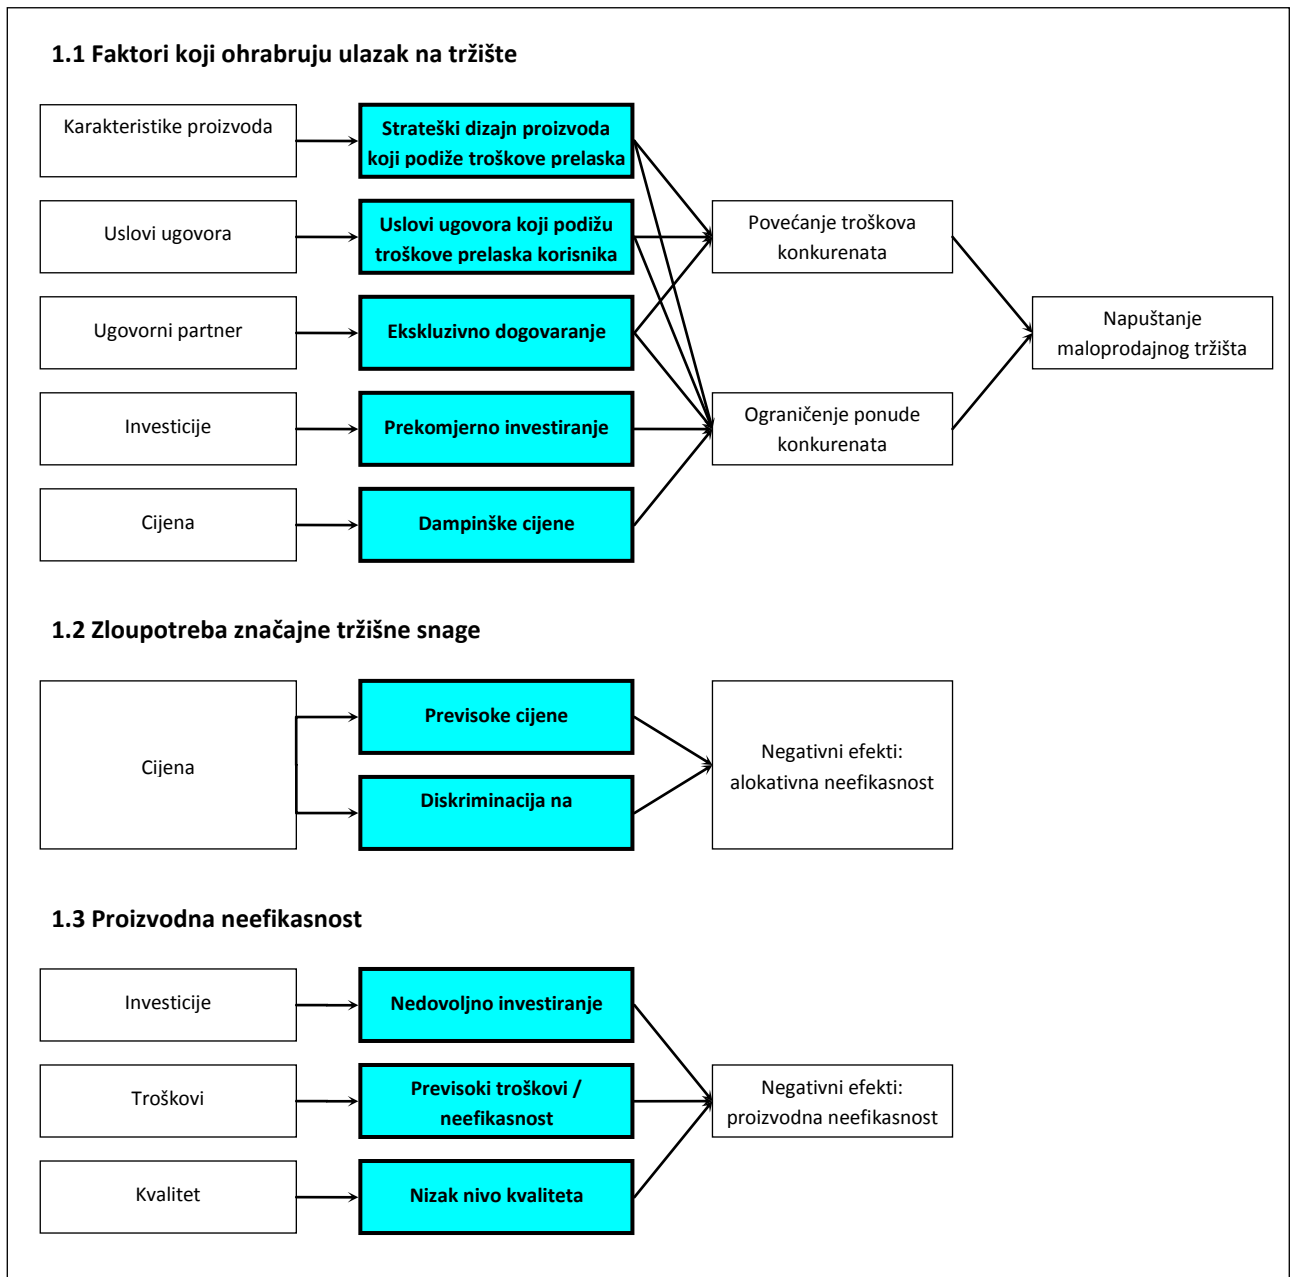 1.1 Faktori koji ohrabruju ulazak na tržište
Karakteristike proizvoda
Strateški dizajn proizvoda
koji podiže troškove prelaska
Uslovi ugovora
Uslovi ugovora koji podižu
troškove prelaska korisnika
Povećanje troškova
konkurenata
Ugovorni partner
Ekskluzivno dogovaranje
Napuštanje
maloprodajnog tržišta
Investicije
Prekomjerno investiranje
Ograničenje ponude
konkurenata
Cijena
Dampinške cijene
1.2 Zloupotreba značajne tržišne snage
Cijena
Previsoke cijene
Diskriminacija na
Negativni efekti:
alokativna neefikasnost
1.3 Proizvodna neefikasnost
Investicije
Nedovoljno investiranje
Troškovi
Previsoki troškovi /
neefikasnost
Negativni efekti:
proizvodna neefikasnost
Kvalitet
Nizak nivo kvaliteta